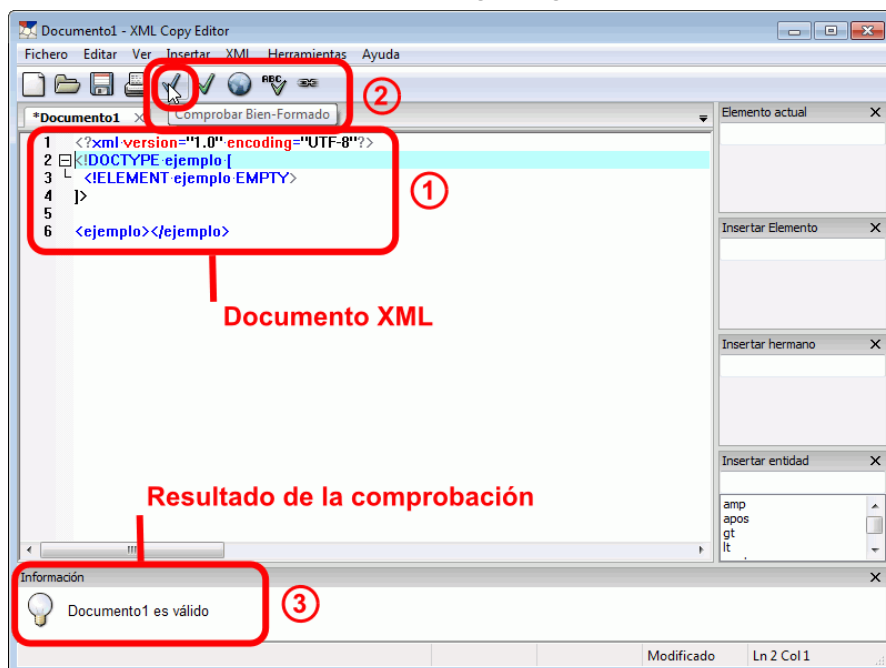 Documento1 - XML Copy Editor
Fichero Editar Ver Insertar XML Herramientas Ayuda
ABC
2
*Documento1
Comprobar Bien-Formado
1 <?xml·version="1.0"·encoding="UTF-8"?>
2 <!DOCTYPE·ejemplo·[
3 <!ELEMENT·ejemplo·EMPTY>
4 ]>
5
6 <ejemplo></ejemplo>
1
Documento XML
Elemento actual
Insertar Elemento
Insertar hermano
Insertar entidad
amp
apos
gt
lt
Resultado de la comprobación
Información
Documento1 es válido
3
Modificado Ln 2 Col 1